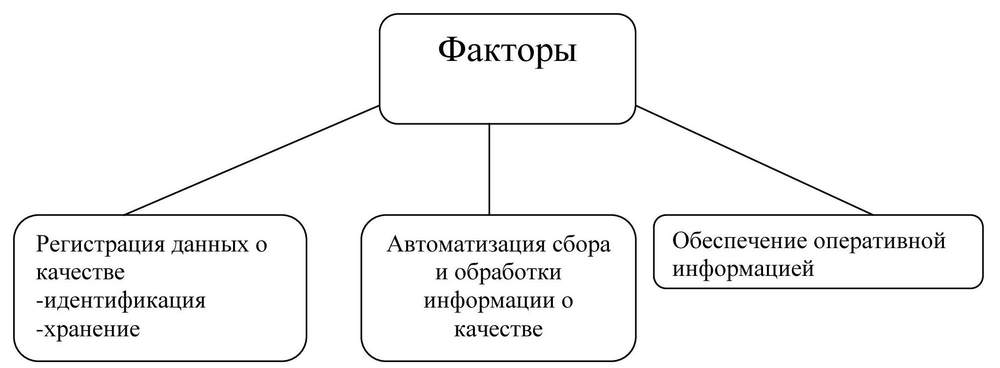 Факторы
Регистрация данных о
качестве
-идентификация
-хранение
Автоматизация сбора
и обработки
информации о
качестве
Обеспечение оперативной
информацией